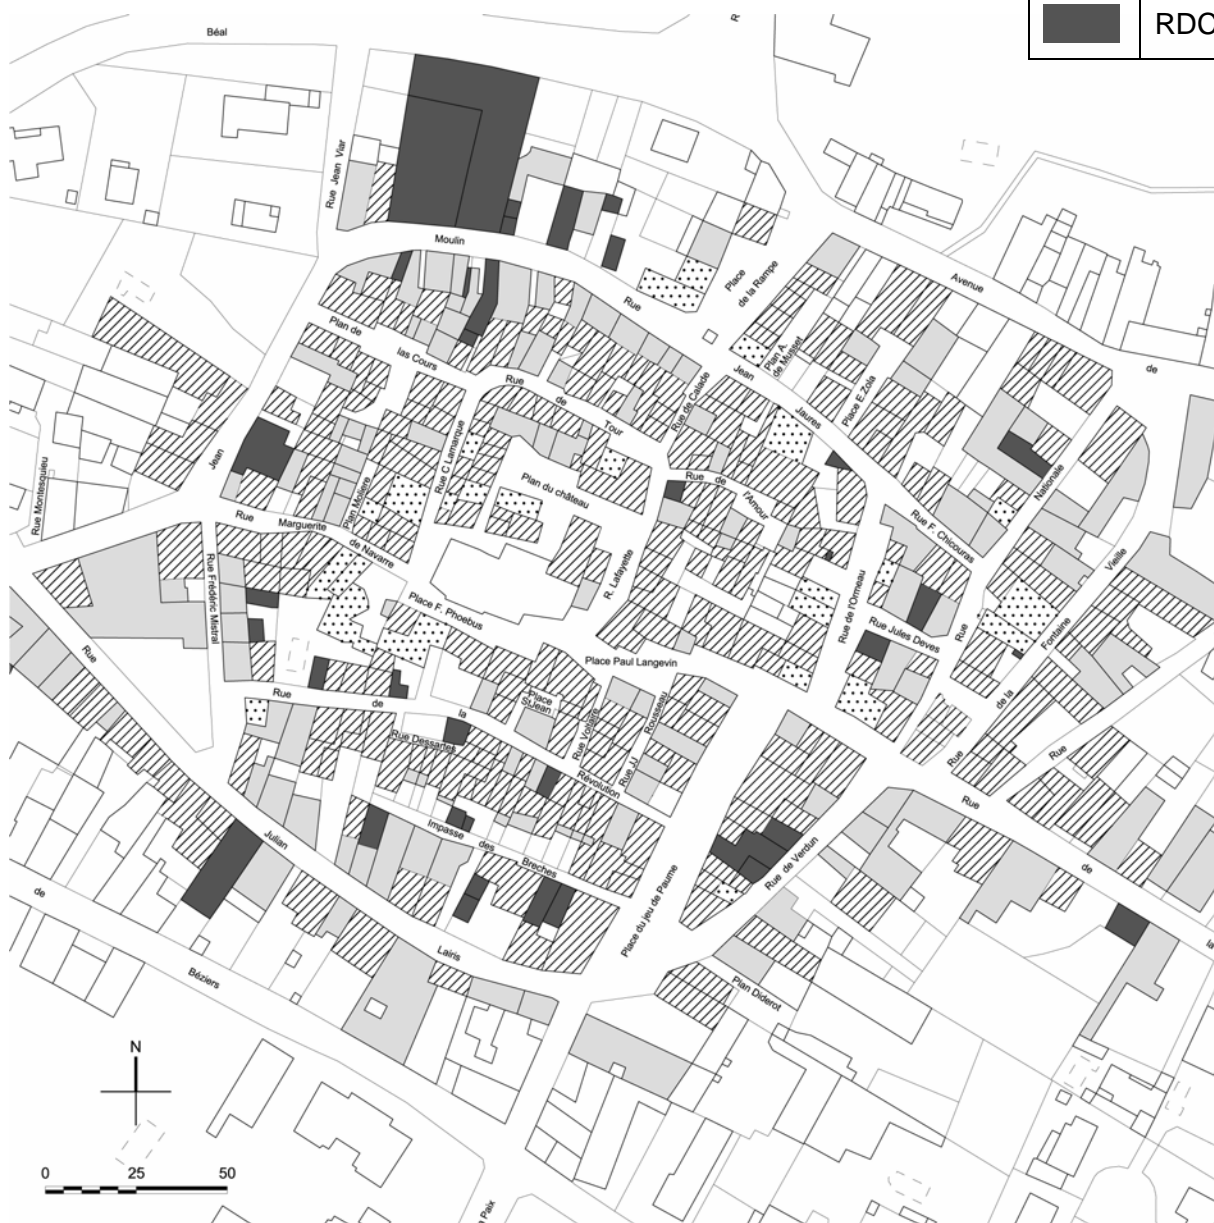 RDC
Béal
R
Rue Jean Viar
Moulin
Place
de la Rampe
Avenue
Rue
Plan de
las Cours
Jean
Plan A.
de Musset
de
Rue
de
Tour
Rue de Calade
Jaures
Place E Zola
Jean
Rue C Lamarque
Plan du château
Rue de
l'Amour
Nationale
Rue Montesquieu
Plan Moliere
Rue
Marguerite
de Navarre
Rue F. Chicouras
Vieille
Rue Frédéric Mistral
R. Lafayette
Rue de l'Ormeau
Place F. Phoebus
Rue Jules Deves
Rue
Fontaine
Rue
Place Paul Langevin
Rue
de
la
Place
St Jean
Rue Voltaire
Rousseau
de la
Rue Dessartes
Rue JJ
Révolution
Rue
Rue
Rue
Julian
Impasse
des
Breches
Rue de Verdun
de
de
Place du jeu de Paume
Lairis
la
Béziers
Plan Diderot
N
0 25 50
Paix